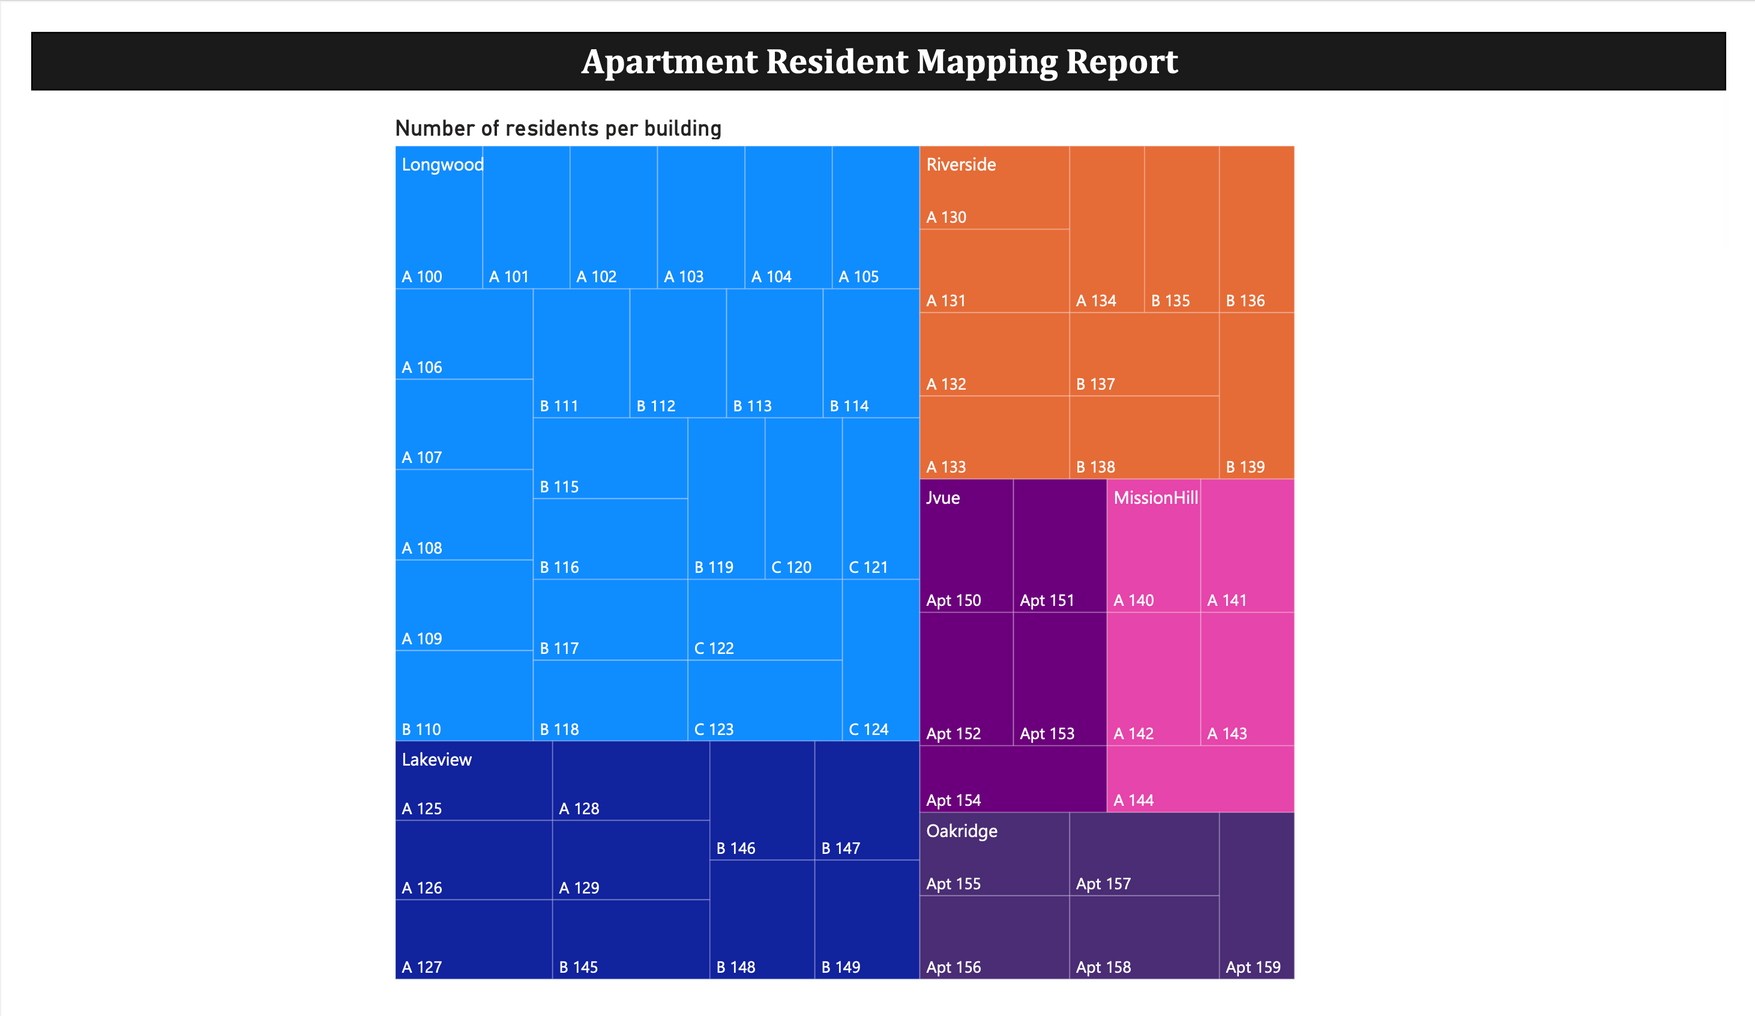 Apartment Resident Mapping Report
Number of residents per building
Longwood
A 100
A 101
A 102
A 103
A 104
A 105
A 106
A 107
A 108
A 109
B 110
B 111
B 112
B 113
B 114
B 115
B 116
B 117
B 118
B 119
C 120
C 121
C 122
C 123
C 124
Lakeview
A 125
A 126
A 127
A 128
A 129
B 145
B 146
B 147
B 148
B 149
Riverside
A 130
A 131
A 132
A 133
A 134
B 135
B 136
B 137
B 138
B 139
Jvue
Apt 150
Apt 151
Apt 152
Apt 153
Apt 154
MissionHill
A 140
A 141
A 142
A 143
A 144
Oakridge
Apt 155
Apt 156
Apt 157
Apt 158
Apt 159